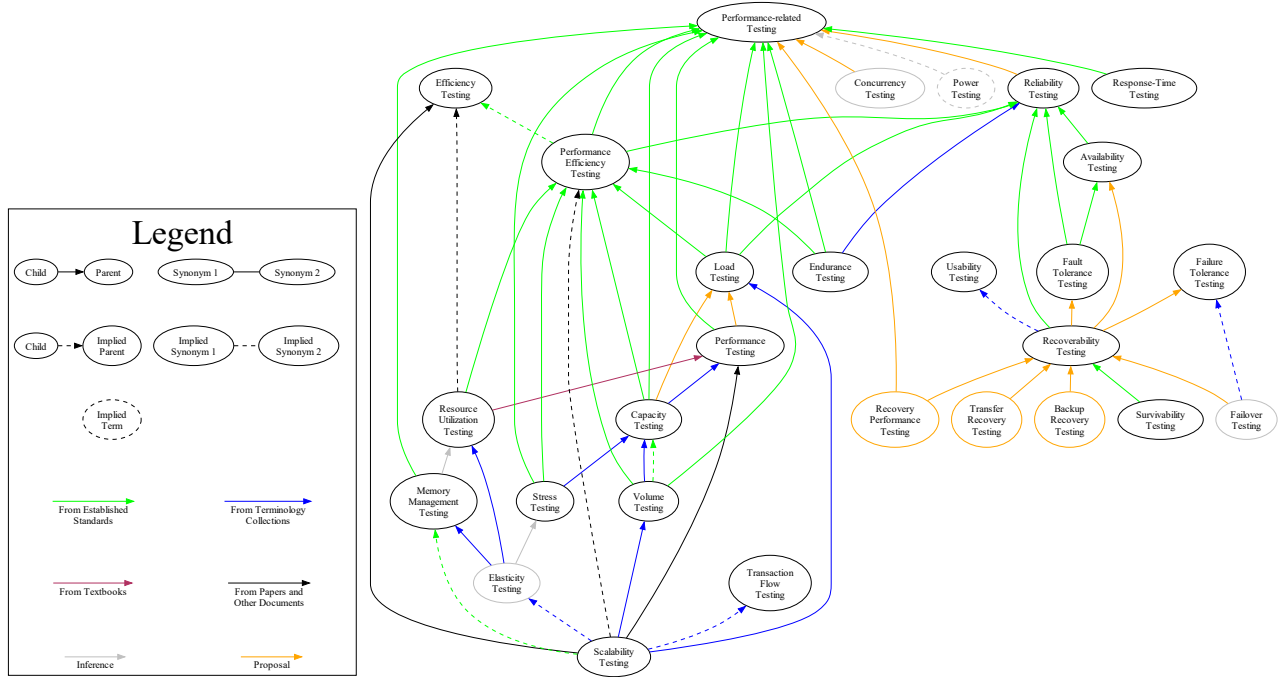 Performance-related
Testing
Efficiency
Testing
Concurrency
Testing
Power
Testing
Reliability
Testing
Response-Time
Testing
Performance
Efficiency
Testing
Availability
Testing
Legend
Child
Parent
Synonym 1
Synonym 2
Load
Testing
Endurance
Testing
Usability
Testing
Fault
Tolerance
Testing
Failure
Tolerance
Testing
Child
Implied
Parent
Implied
Synonym 1
Implied
Synonym 2
Performance
Testing
Recoverability
Testing
Implied
Term
Resource
Utilization
Testing
Capacity
Testing
Recovery
Performance
Testing
Transfer
Recovery
Testing
Backup
Recovery
Testing
Survivability
Testing
Failover
Testing
From Established
Standards
From Terminology
Collections
Memory
Management
Testing
Stress
Testing
Volume
Testing
From Textbooks
From Papers and
Other Documents
Elasticity
Testing
Transaction
Flow
Testing
Inference
Proposal
Scalability
Testing